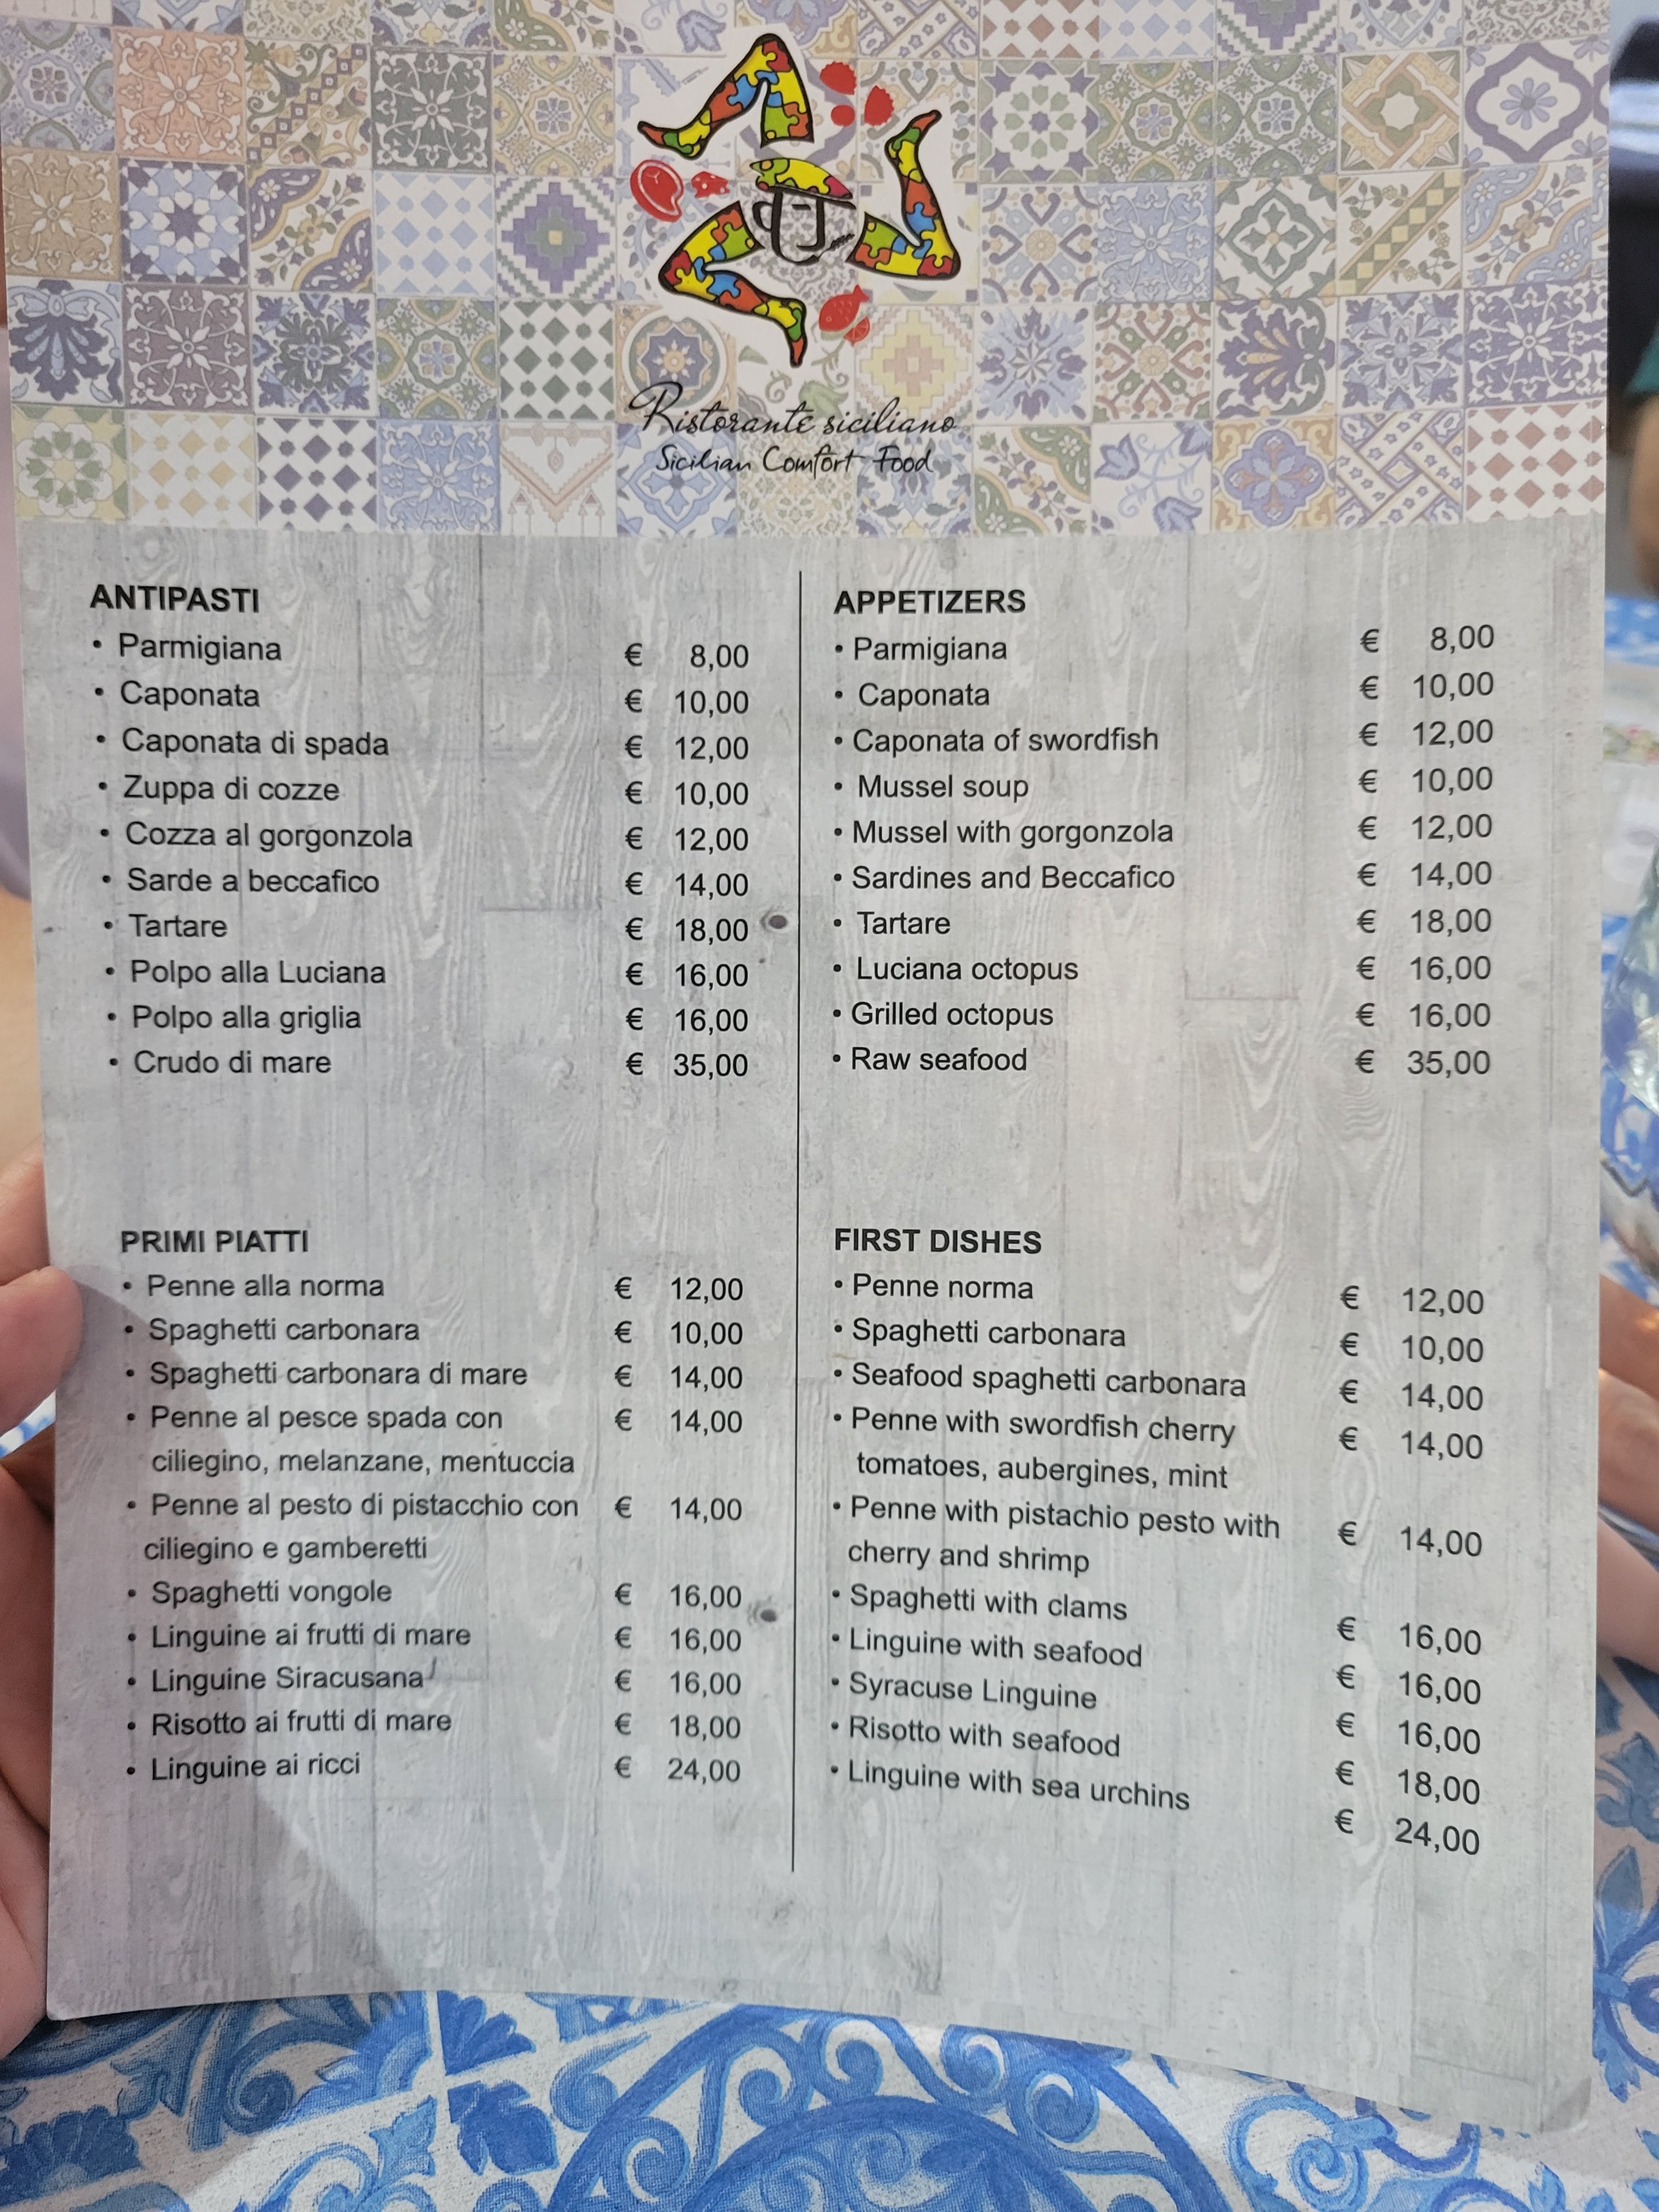 Ristorante siciliano
Sicilian Comfort Food
ANTIPASTI
• Parmigiana € 8,00
• Caponata € 10,00
• Caponata di spada € 12,00
• Zuppa di cozze € 10,00
• Cozza al gorgonzola € 12,00
• Sarde a beccafico € 14,00
• Tartare € 18,00
• Polpo alla Luciana € 16,00
• Polpo alla griglia € 16,00
• Crudo di mare € 35,00
PRIMI PIATTI
• Penne alla norma € 12,00
• Spaghetti carbonara € 10,00
• Spaghetti carbonara di mare € 14,00
• Penne al pesce spada con € 14,00
ciliegino, melanzane, mentuccia
• Penne al pesto di pistacchio con € 14,00
ciliegino e gamberetti
• Spaghetti vongole € 16,00
• Linguine ai frutti di mare € 16,00
• Linguine Siracusana € 16,00
• Risotto ai frutti di mare € 18,00
• Linguine ai ricci € 24,00
APPETIZERS
• Parmigiana € 8,00
• Caponata € 10,00
• Caponata of swordfish € 12,00
• Mussel soup € 10,00
• Mussel with gorgonzola € 12,00
• Sardines and Beccafico € 14,00
• Tartare € 18,00
• Luciana octopus € 16,00
• Grilled octopus € 16,00
• Raw seafood € 35,00
FIRST DISHES
• Penne norma € 12,00
• Spaghetti carbonara € 10,00
• Seafood spaghetti carbonara € 14,00
• Penne with swordfish cherry € 14,00
tomatoes, aubergines, mint
• Penne with pistachio pesto with € 14,00
cherry and shrimp
• Spaghetti with clams € 16,00
• Linguine with seafood € 16,00
• Syracuse Linguine € 16,00
• Risotto with seafood € 18,00
• Linguine with sea urchins € 24,00